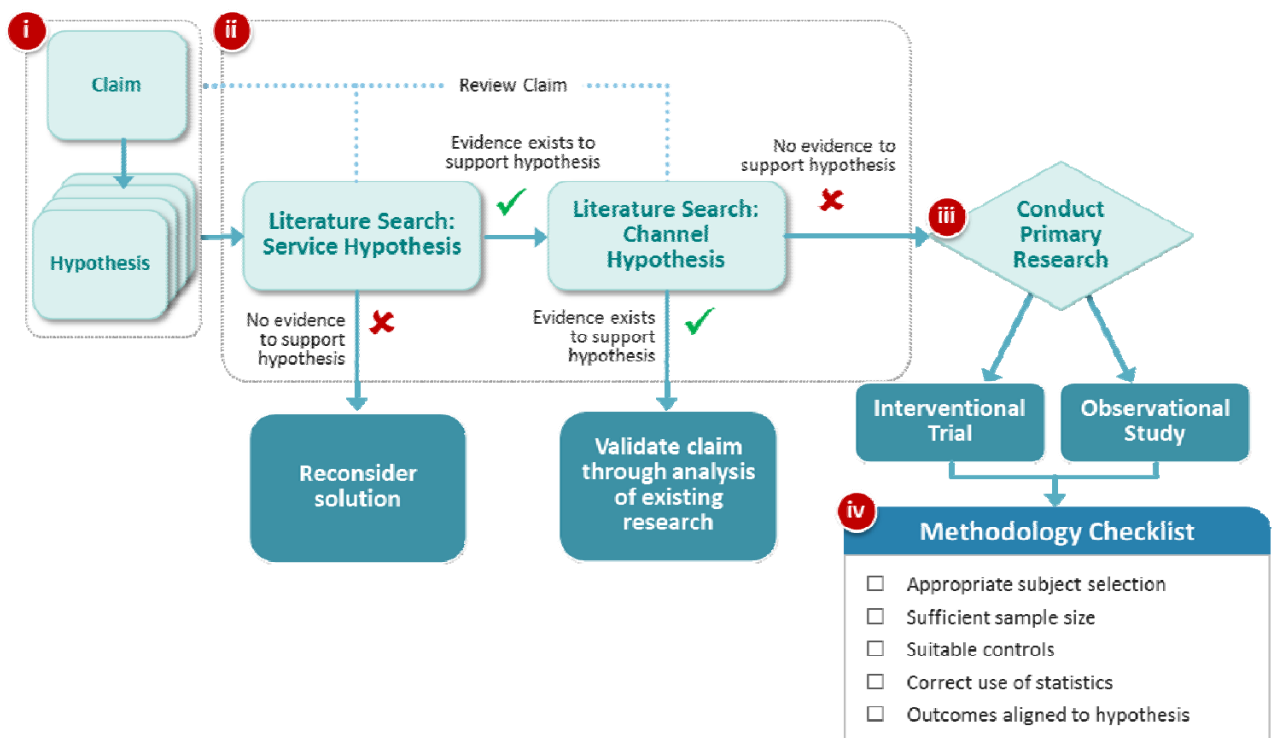 i
ii
Claim
Review Claim
Evidence exists to
support hypothesis
No evidence to
support hypothesis
Hypothesis
Literature Search:
Service Hypothesis
Literature Search:
Channel
Hypothesis
iii
Conduct
Primary
Research
No evidence
to support
hypothesis
Evidence exists
to support
hypothesis
Reconsider
solution
Validate claim
through analysis
of existing
research
Interventional
Trial
Observational
Study
iv
Methodology Checklist
Appropriate subject selection
Sufficient sample size
Suitable controls
Correct use of statistics
Outcomes aligned to hypothesis